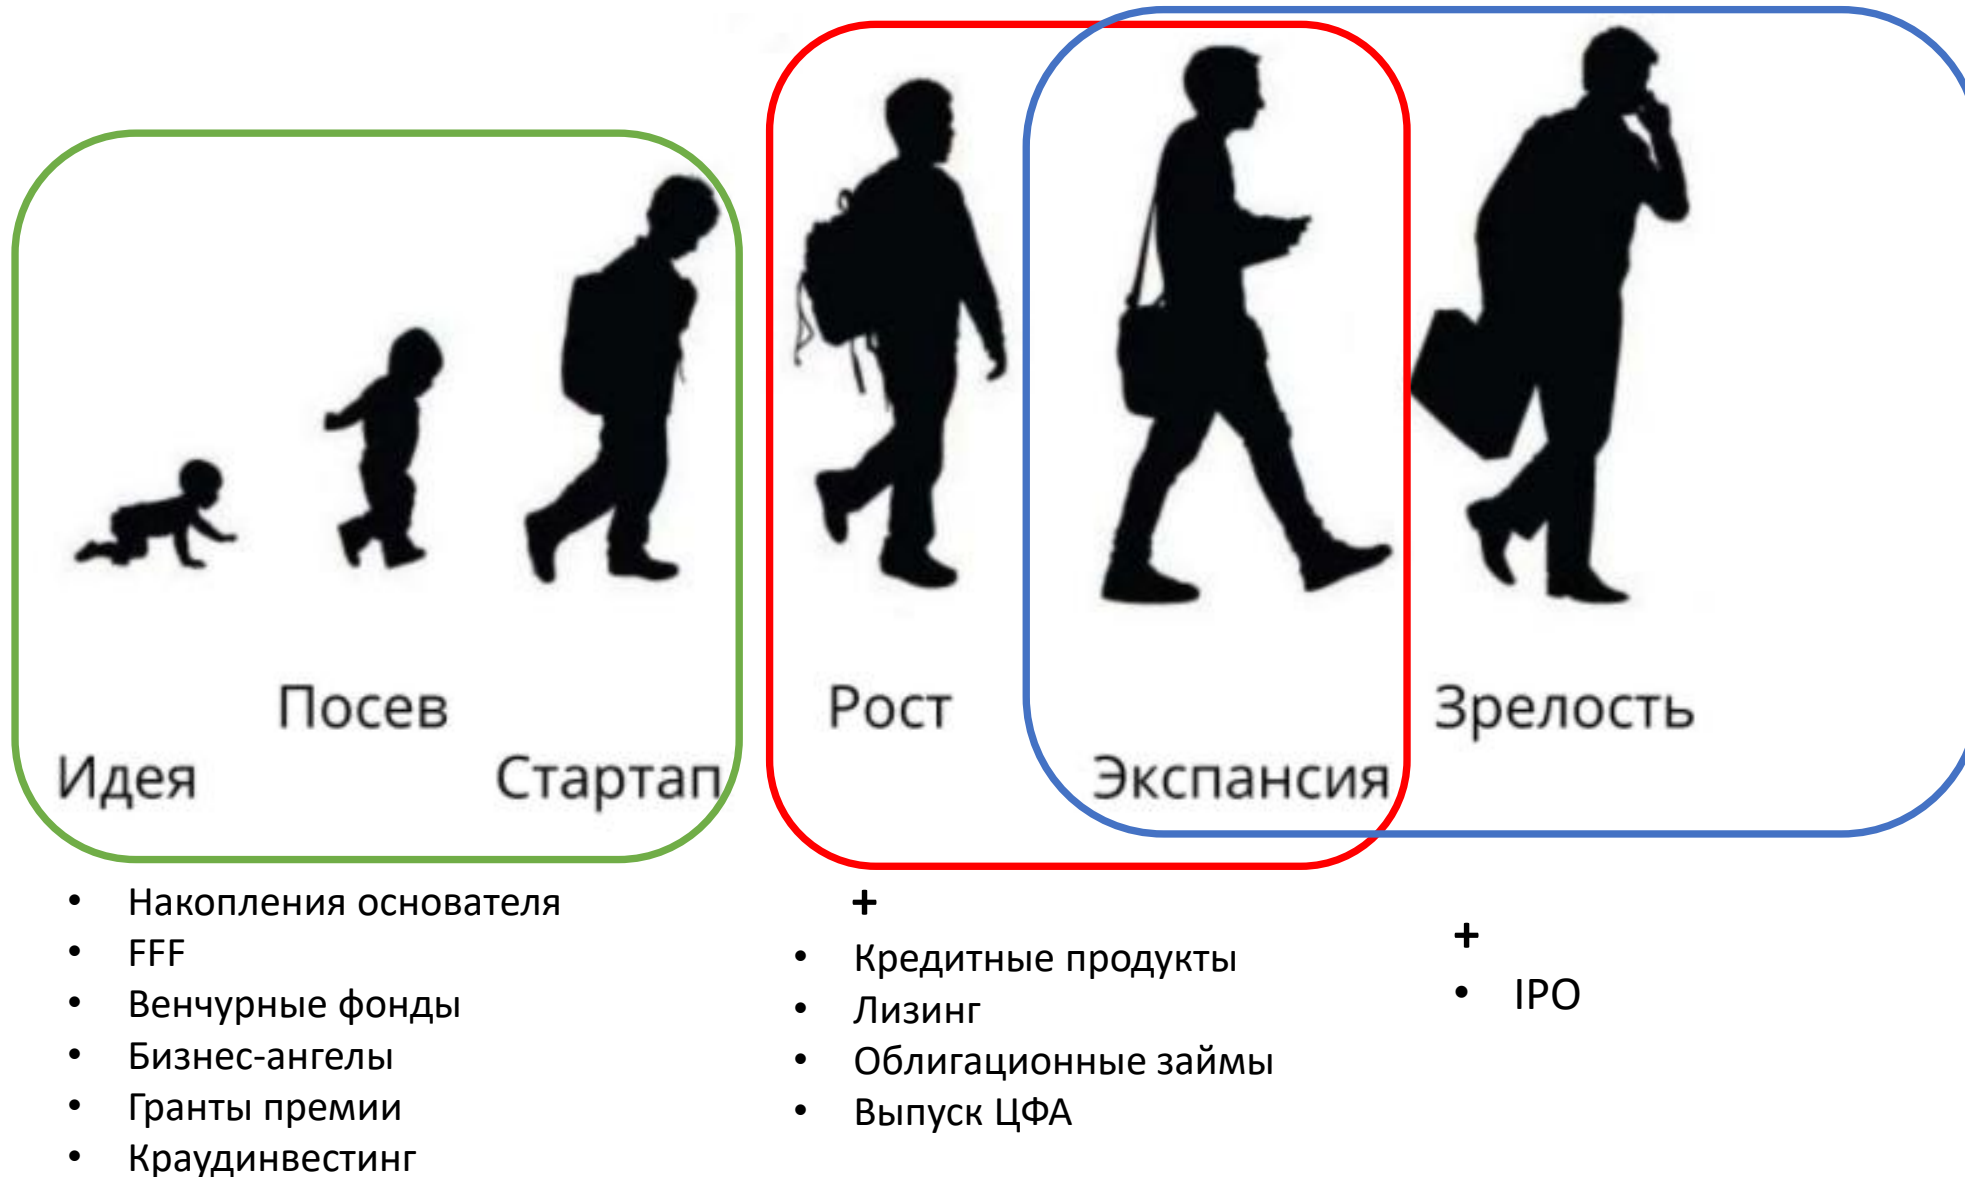 Посев
Рост
Зрелость
Идея
Стартап
Экспансия
• Накопления основателя
• FFF
• Венчурные фонды
• Бизнес-ангелы
• Гранты премии
• Краудинвестинг
+
• Кредитные продукты
• Лизинг
• Облигационные займы
• Выпуск ЦФА
+
• IPO